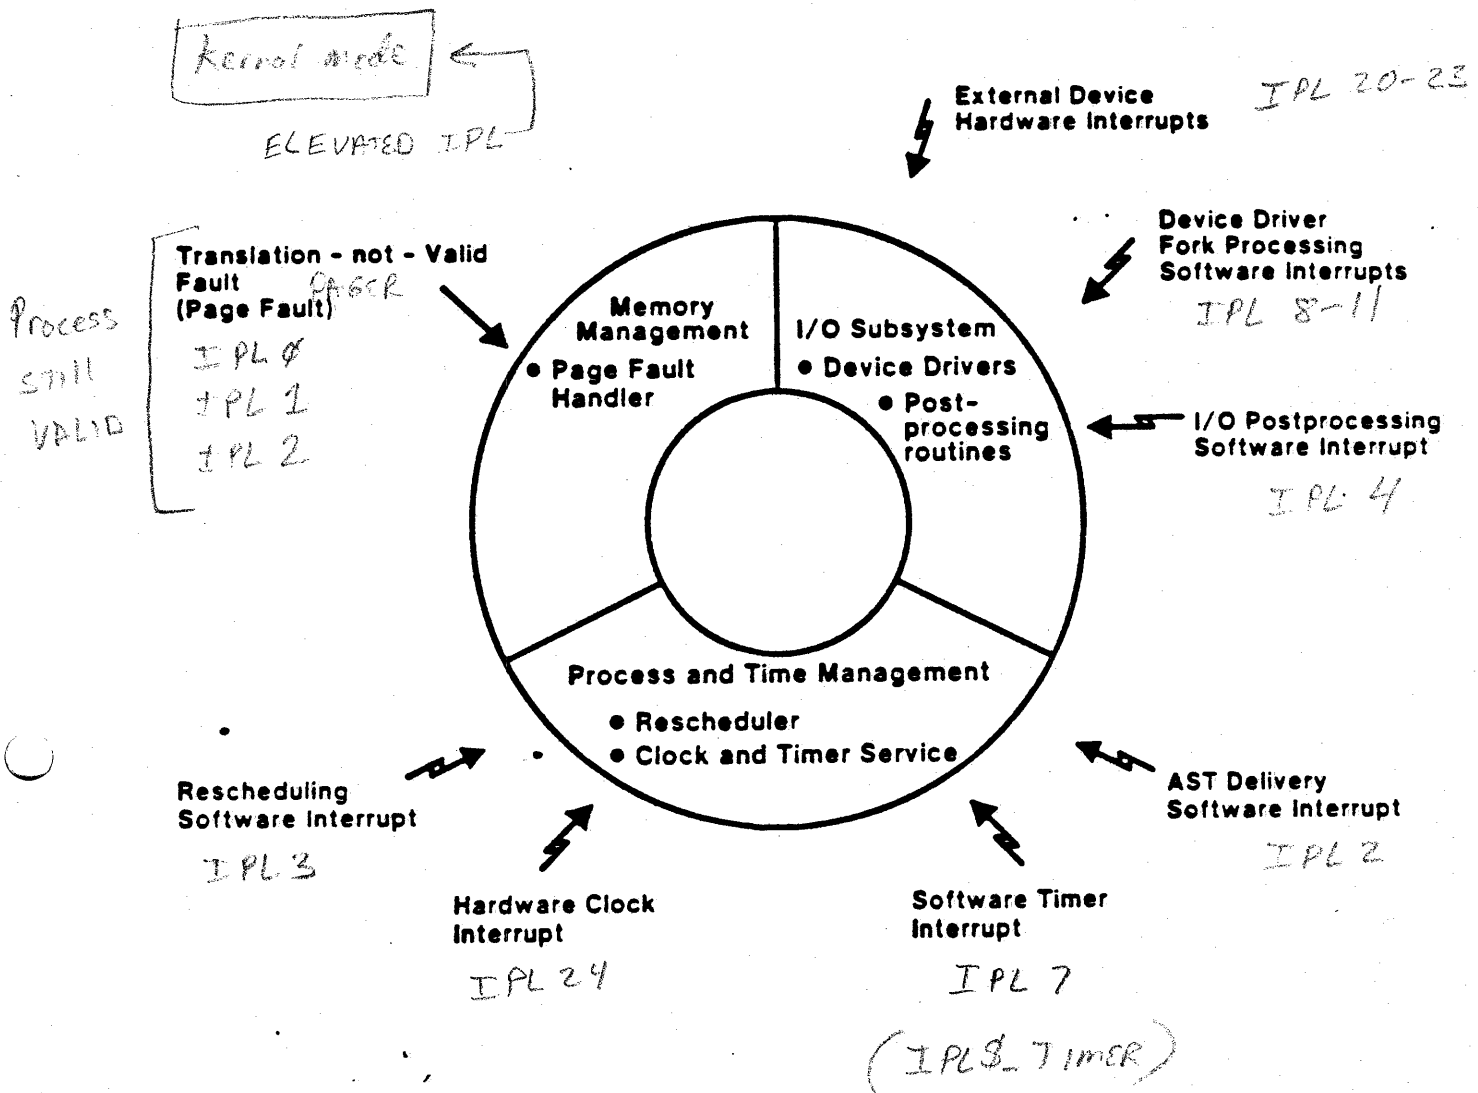 Kernal mode
ELEVATED IPL
External Device
Hardware Interrupts
IPL 20-23
Device Driver
Fork Processing
Software Interrupts
IPL 8-11
Translation - not - Valid
Fault
(Page Fault)
PAGER
IPL 0
IPL 1
IPL 2
Process
STill
VALID
Memory
Management
● Page Fault
Handler
I/O Subsystem
● Device Drivers
● Post-
processing
routines
I/O Postprocessing
Software Interrupt
IPL 4
Process and Time Management
● Rescheduler
● Clock and Timer Service
Rescheduling
Software Interrupt
IPL 3
Hardware Clock
Interrupt
IPL 24
Software Timer
Interrupt
IPL 7
(IPL$_TIMER)
AST Delivery
Software Interrupt
IPL 2